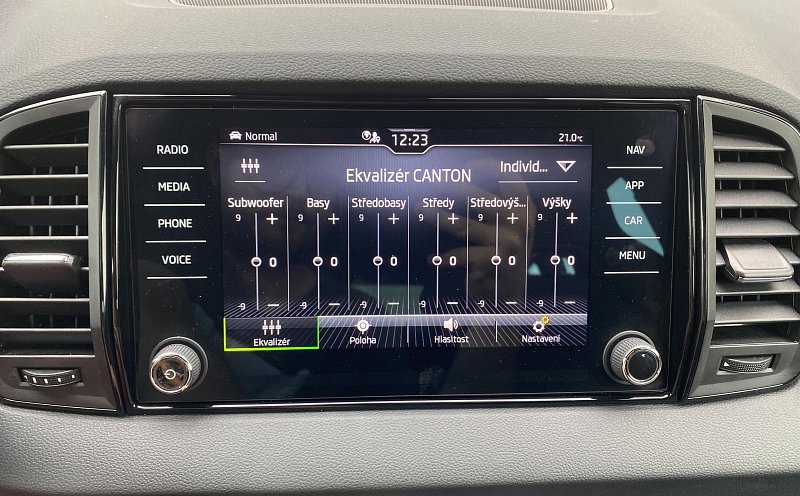 RADIO
MEDIA
PHONE
VOICE
Normal 12:23 21.0°C
Ekvalizér CANTON Individ...
Subwoofer Basy Středobasy Středy Středovýš... Výšky
9 + 9 + 9 + 9 + 9 + 9 +
0 0 0 0 0 0
-9 − -9 − -9 − -9 − -9 − -9 −
Ekvalizér Poloha Hlasitost Nastavení
NAV
APP
CAR
MENU